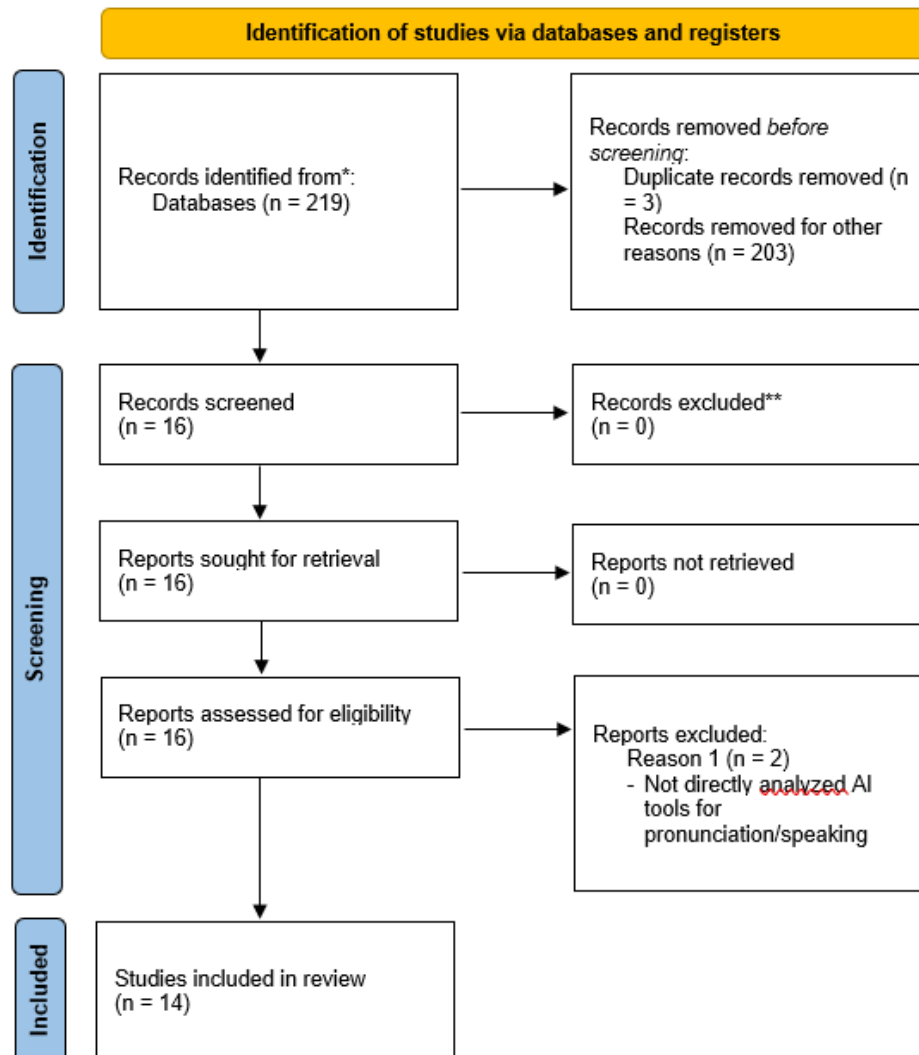 Identification of studies via databases and registers
Identification
Records identified from*:
Databases (n = 219)
Records removed before
screening:
Duplicate records removed (n
= 3)
Records removed for other
reasons (n = 203)
Screening
Records screened
(n = 16)
Records excluded**
(n = 0)
Reports sought for retrieval
(n = 16)
Reports not retrieved
(n = 0)
Reports assessed for eligibility
(n = 16)
Reports excluded:
Reason 1 (n = 2)
- Not directly analyzed AI
tools for
pronunciation/speaking
Included
Studies included in review
(n = 14)